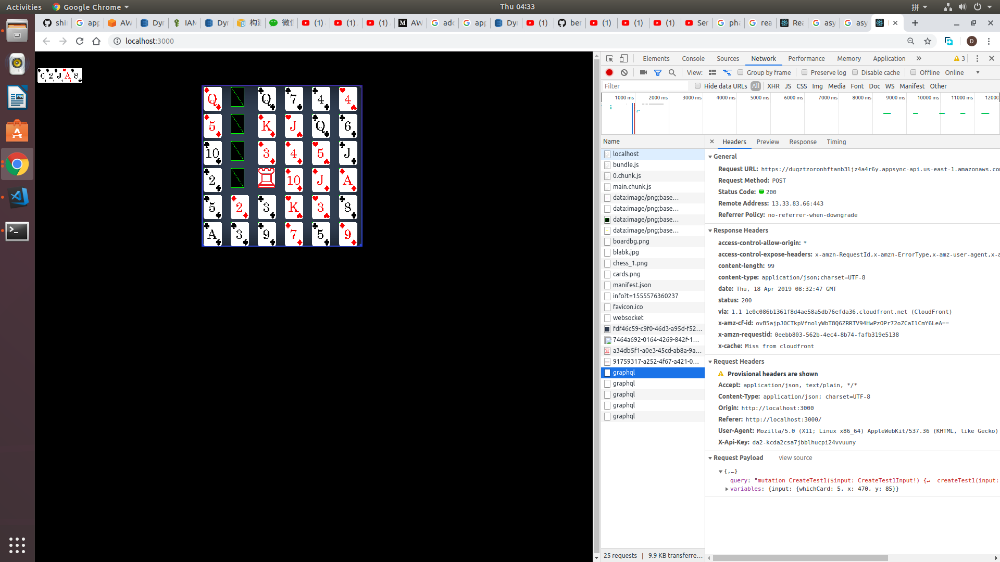 Activities Google Chrome Thu 04:33 拼
shi app AW Dyn IAM Dyn 构建 微信 (1) (1) (1) AW add app Dyn (1) ber (1) (1) (1) Ser pha rea Rea asy asy
localhost:3000 D
6 2 J A 8
Q Q 7 4 4
5 K J Q 6
10 3 4 5 J
2 10 J A
5 2 3 K 3 8
A 3 9 7 5 9
Elements Console Sources Network Performance Memory Application » 3
View: Group by frame Preserve log Disable cache Offline Online
Filter Hide data URLs All XHR JS CSS Img Media Font Doc WS Manifest Other
1000 ms 2000 ms 3000 ms 4000 ms 5000 ms 6000 ms 7000 ms 8000 ms 9000 ms 10000 ms 11000 ms 12000
Name
localhost
bundle.js
0.chunk.js
main.chunk.js
data:image/png;base…
data:image/png;base…
data:image/png;base…
data:image/png;base…
boardbg.png
blabk.jpg
chess_1.png
cards.png
manifest.json
info?t=1555576360237
favicon.ico
websocket
fdf46c59-c9f0-46d3-a95d-f52…
7464a692-0164-4269-842f-1…
a34db5f1-a0e3-45cd-ab8a-9a…
91759317-a252-4f67-a421-0…
graphql
graphql
graphql
graphql
graphql
25 requests | 9.9 KB transferre…
× Headers Preview Response Timing
General
Request URL: https://dugztzoronhftanb3ljz4a4r6y.appsync-api.us-east-1.amazonaws.co
Request Method: POST
Status Code: 200
Remote Address: 13.33.83.66:443
Referrer Policy: no-referrer-when-downgrade
Response Headers
access-control-allow-origin: *
access-control-expose-headers: x-amzn-RequestId,x-amzn-ErrorType,x-amz-user-agent,x-a
content-length: 99
content-type: application/json;charset=UTF-8
date: Thu, 18 Apr 2019 08:32:47 GMT
status: 200
via: 1.1 1e0c086b1361f8d4ae58a5db76efda36.cloudfront.net (CloudFront)
x-amz-cf-id: ovB5ajpJ0CTkpVfnolyWbT8Q6ZRRTV94HwPzOPr72oZCaIlCmY6LeA==
x-amzn-requestid: 0eebb803-562b-4ec4-8b74-fafb319e5138
x-cache: Miss from cloudfront
Request Headers
Provisional headers are shown
Accept: application/json, text/plain, */*
Content-Type: application/json; charset=UTF-8
Origin: http://localhost:3000
Referer: http://localhost:3000/
User-Agent: Mozilla/5.0 (X11; Linux x86_64) AppleWebKit/537.36 (KHTML, like Gecko)
X-Api-Key: da2-kcda2csa7jbblhucpi24vvuuny
Request Payload view source
{,…}
query: "mutation CreateTest1($input: CreateTest1Input!) {↵ createTest1(input:
variables: {input: {whichCard: 5, x: 470, y: 85}}